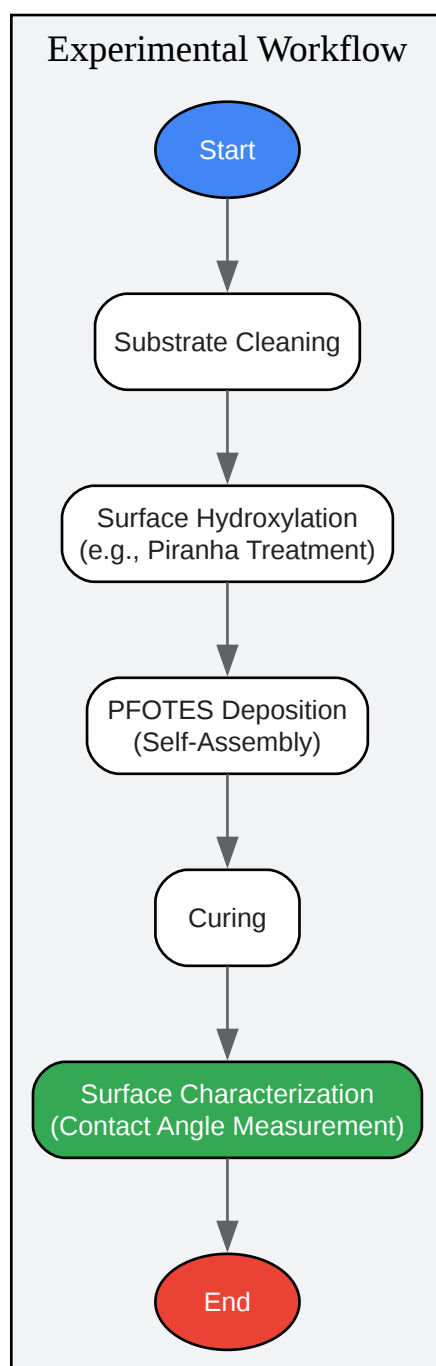 Experimental Workflow
Start
Substrate Cleaning
Surface Hydroxylation
(e.g., Piranha Treatment)
PFOTES Deposition
(Self-Assembly)
Curing
Surface Characterization
(Contact Angle Measurement)
End